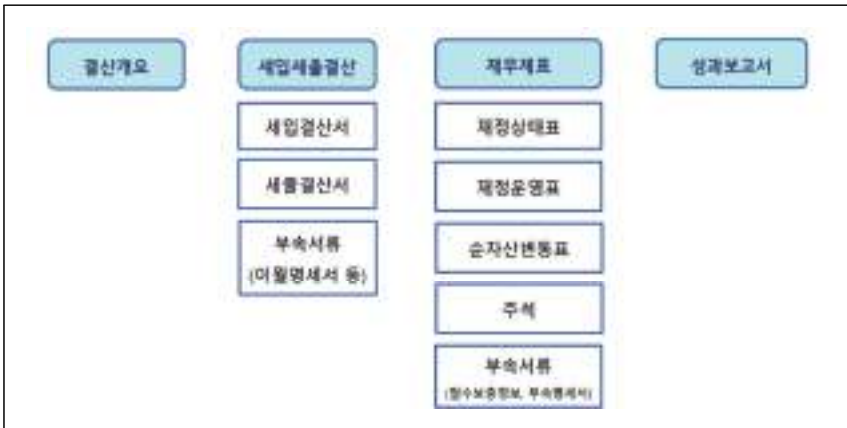 결산개요
세입세출결산
세입결산서
세출결산서
부속서류
(이월명세서 등)
재무제표
재정상태표
재정운영표
순자산변동표
주석
부속서류
(필수보충정보, 부속명세서)
성과보고서